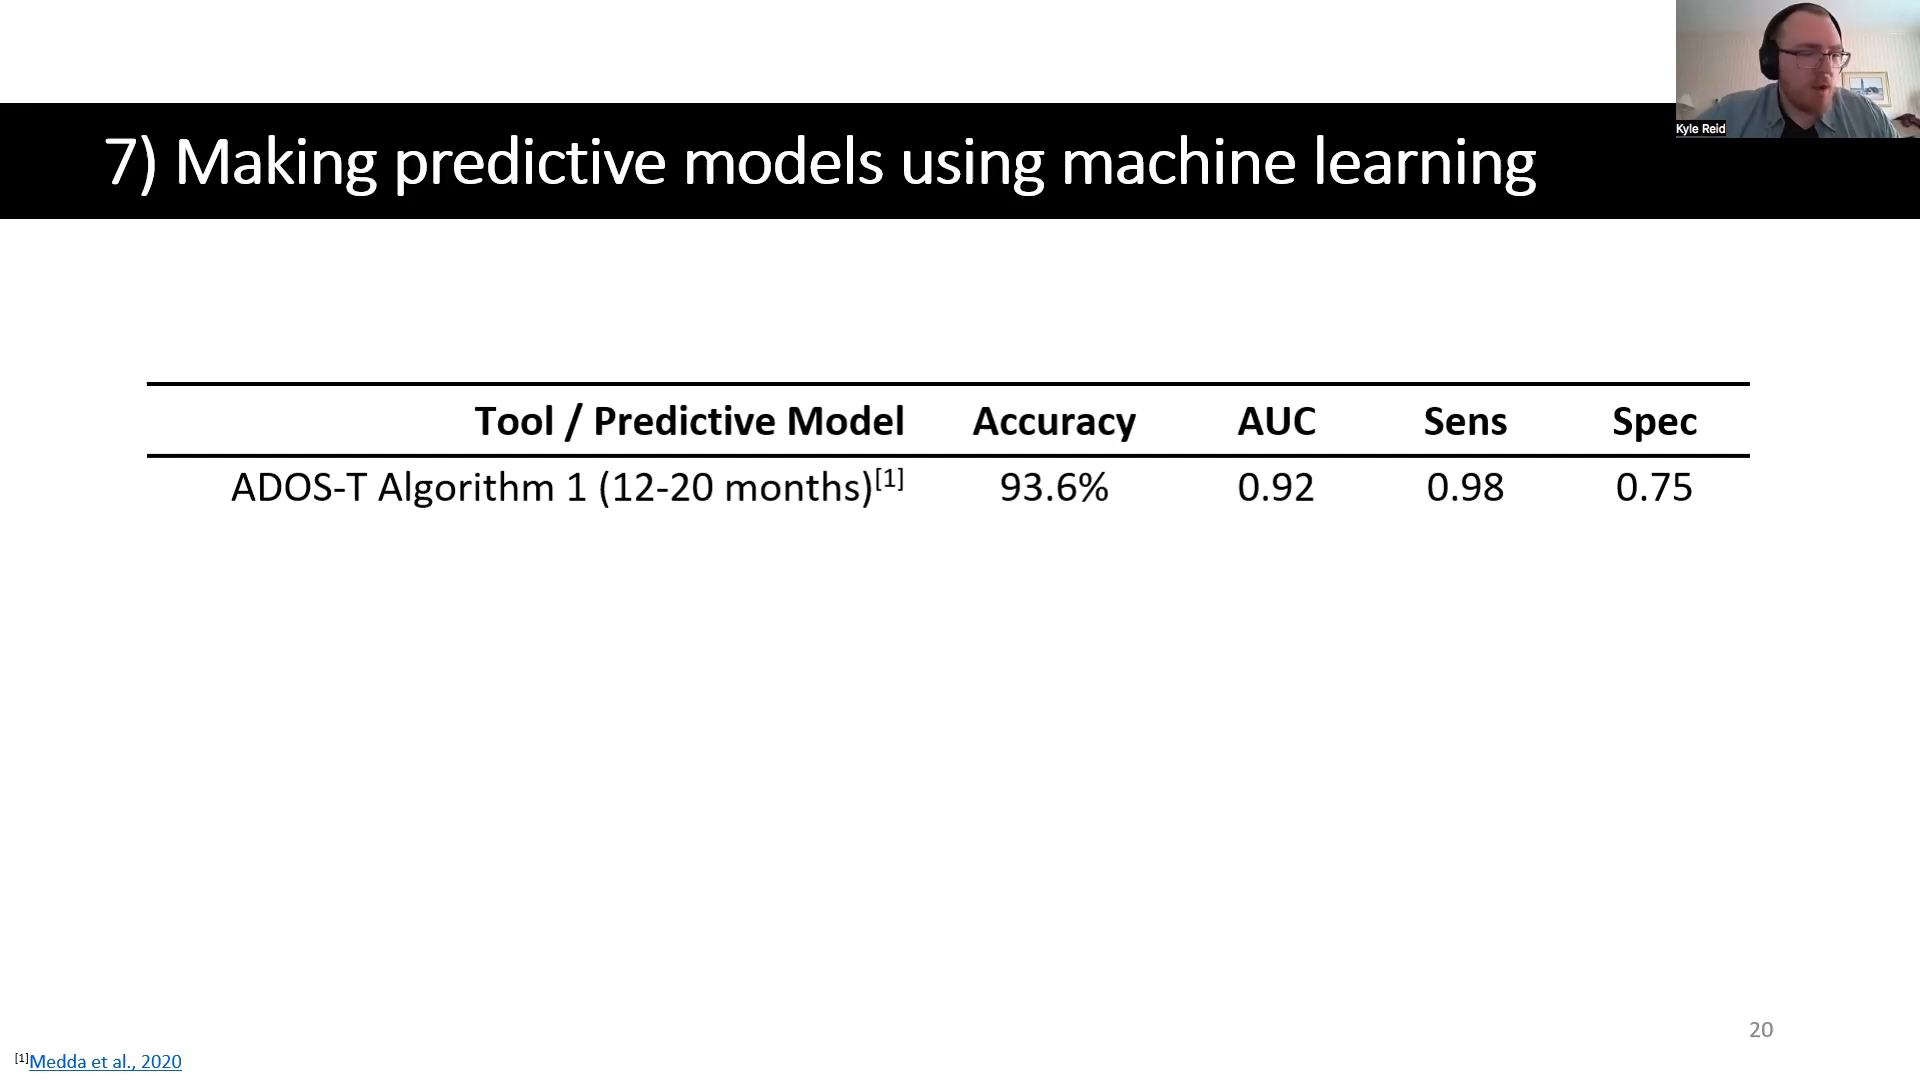 Kyle Reid
7) Making predictive models using machine learning
Tool / Predictive Model Accuracy AUC Sens Spec
ADOS-T Algorithm 1 (12-20 months)[1] 93.6% 0.92 0.98 0.75
20
[1]Medda et al., 2020